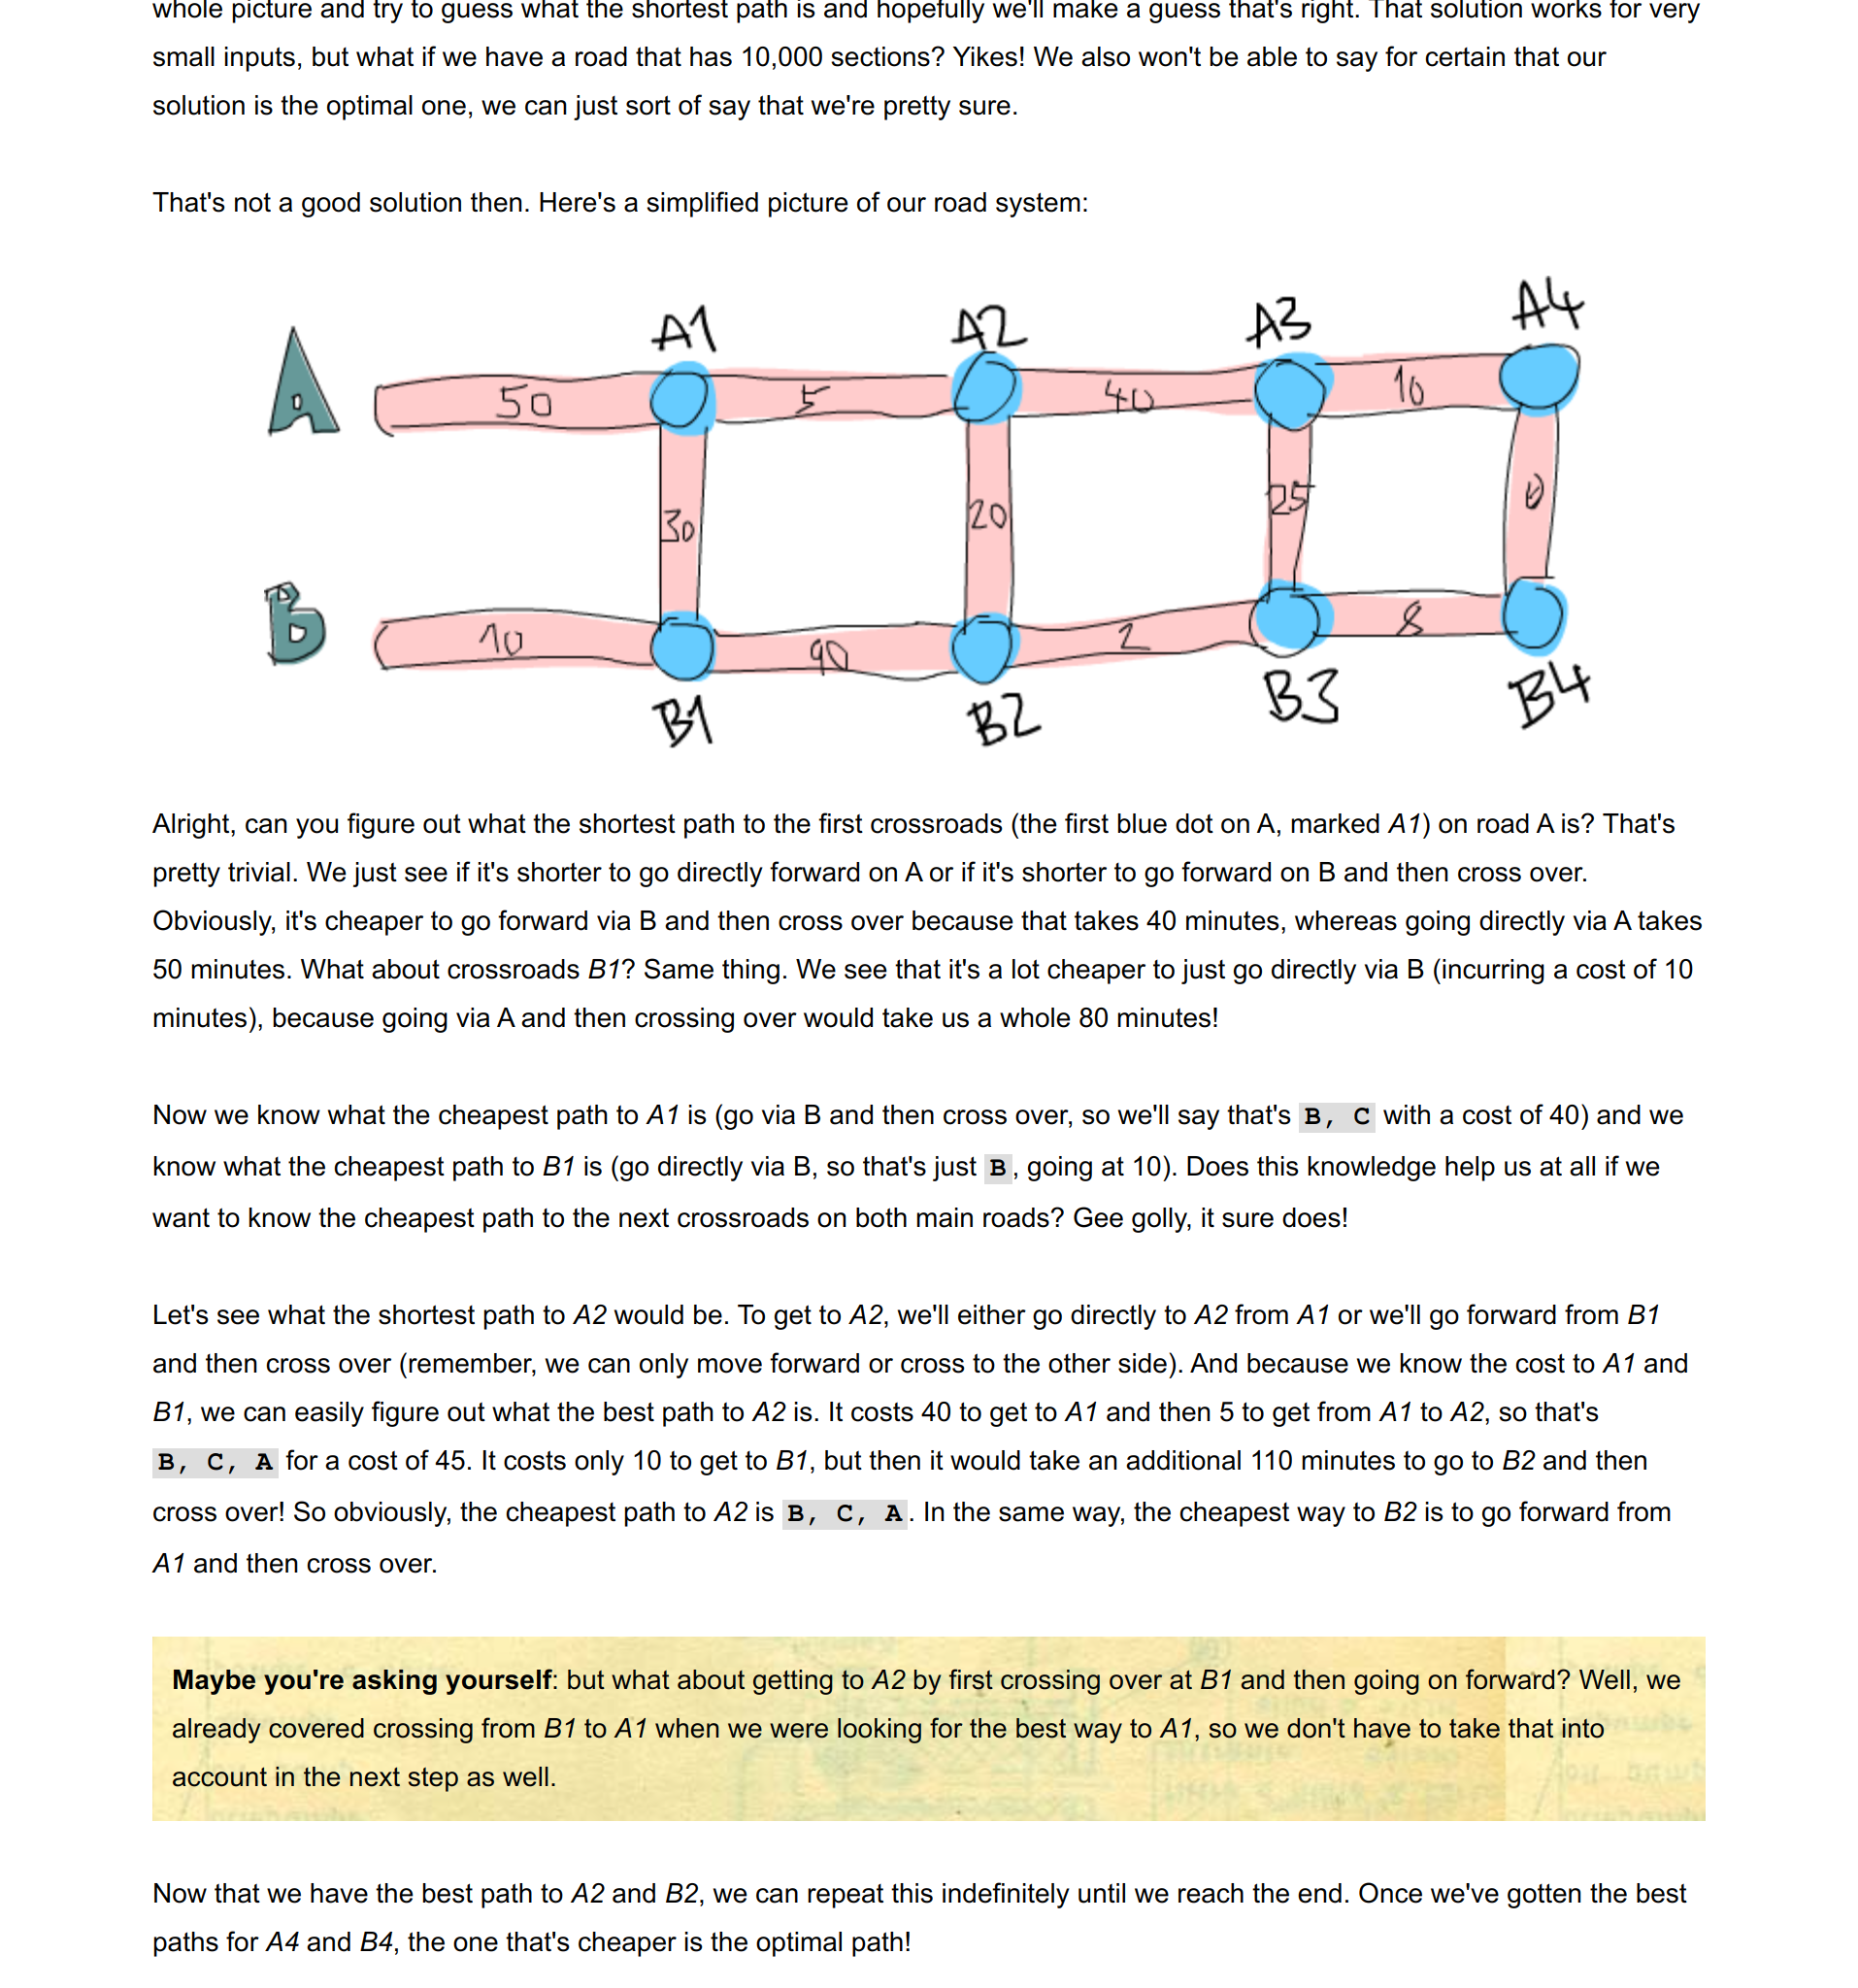 whole picture and try to guess what the shortest path is and hopefully we'll make a guess that's right. That solution works for very
small inputs, but what if we have a road that has 10,000 sections? Yikes! We also won't be able to say for certain that our
solution is the optimal one, we can just sort of say that we're pretty sure.
That's not a good solution then. Here's a simplified picture of our road system:
A1 A2 A3 A4
A 50 5 40 10
30 20 25 0
B 10 90 2 8
B1 B2 B3 B4
Alright, can you figure out what the shortest path to the first crossroads (the first blue dot on A, marked A1) on road A is? That's
pretty trivial. We just see if it's shorter to go directly forward on A or if it's shorter to go forward on B and then cross over.
Obviously, it's cheaper to go forward via B and then cross over because that takes 40 minutes, whereas going directly via A takes
50 minutes. What about crossroads B1? Same thing. We see that it's a lot cheaper to just go directly via B (incurring a cost of 10
minutes), because going via A and then crossing over would take us a whole 80 minutes!
Now we know what the cheapest path to A1 is (go via B and then cross over, so we'll say that's B, C with a cost of 40) and we
know what the cheapest path to B1 is (go directly via B, so that's just B, going at 10). Does this knowledge help us at all if we
want to know the cheapest path to the next crossroads on both main roads? Gee golly, it sure does!
Let's see what the shortest path to A2 would be. To get to A2, we'll either go directly to A2 from A1 or we'll go forward from B1
and then cross over (remember, we can only move forward or cross to the other side). And because we know the cost to A1 and
B1, we can easily figure out what the best path to A2 is. It costs 40 to get to A1 and then 5 to get from A1 to A2, so that's
B, C, A for a cost of 45. It costs only 10 to get to B1, but then it would take an additional 110 minutes to go to B2 and then
cross over! So obviously, the cheapest path to A2 is B, C, A. In the same way, the cheapest way to B2 is to go forward from
A1 and then cross over.
Maybe you're asking yourself: but what about getting to A2 by first crossing over at B1 and then going on forward? Well, we
already covered crossing from B1 to A1 when we were looking for the best way to A1, so we don't have to take that into
account in the next step as well.
Now that we have the best path to A2 and B2, we can repeat this indefinitely until we reach the end. Once we've gotten the best
paths for A4 and B4, the one that's cheaper is the optimal path!